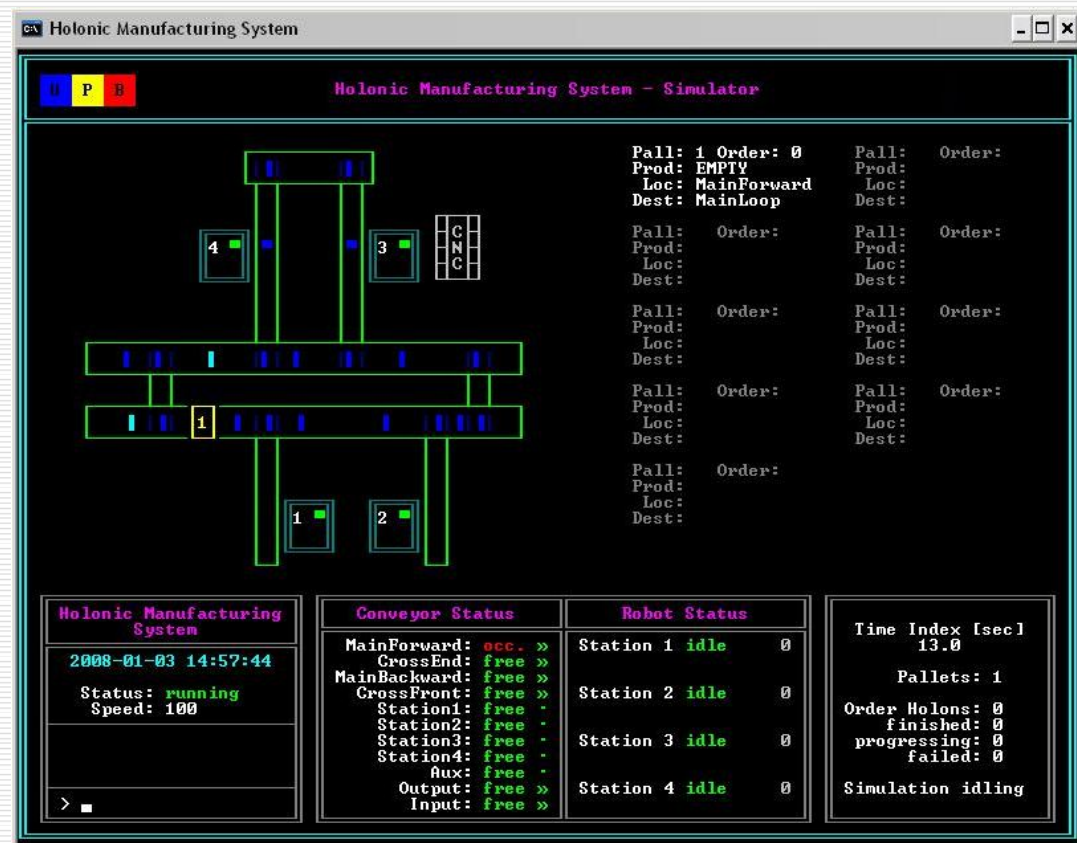 Holonic Manufacturing System
U P B
Holonic Manufacturing System - Simulator
Pall: 1 Order: 0
Prod: EMPTY
Loc: MainForward
Dest: MainLoop
Pall: Order:
Prod:
Loc:
Dest:
Pall: Order:
Prod:
Loc:
Dest:
Pall: Order:
Prod:
Loc:
Dest:
Pall: Order:
Prod:
Loc:
Dest:
Pall: Order:
Prod:
Loc:
Dest:
Pall: Order:
Prod:
Loc:
Dest:
Pall: Order:
Prod:
Loc:
Dest:
Pall: Order:
Prod:
Loc:
Dest:
Pall: Order:
Prod:
Loc:
Dest:
4
3
CNC
1
1
2
Holonic Manufacturing
System
2008-01-03 14:57:44
Status: running
Speed: 100
> 
Conveyor Status
MainForward: occ. »
CrossEnd: free »
MainBackward: free »
CrossFront: free »
Station1: free -
Station2: free -
Station3: free -
Station4: free -
Aux: free -
Output: free »
Input: free »
Robot Status
Station 1 idle 0
Station 2 idle 0
Station 3 idle 0
Station 4 idle 0
Time Index [sec]
13.0
Pallets: 1
Order Holons: 0
finished: 0
progressing: 0
failed: 0
Simulation idling